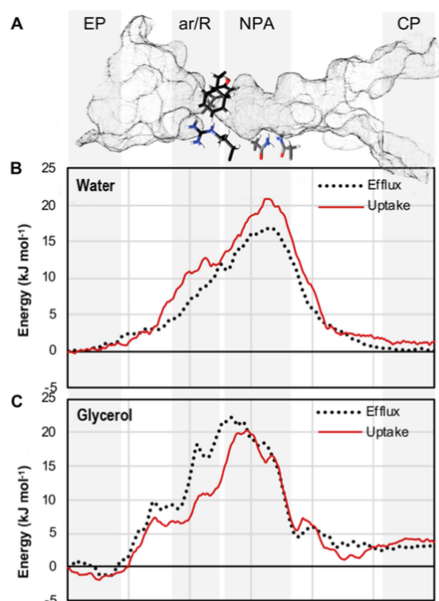 EP ar/R NPA CP
A
B
Water
Efflux
Uptake
Energy (kJ mol⁻¹)
25
20
15
10
5
0
-5
C
Glycerol
Efflux
Uptake
Energy (kJ mol⁻¹)
25
20
15
10
5
0
-5